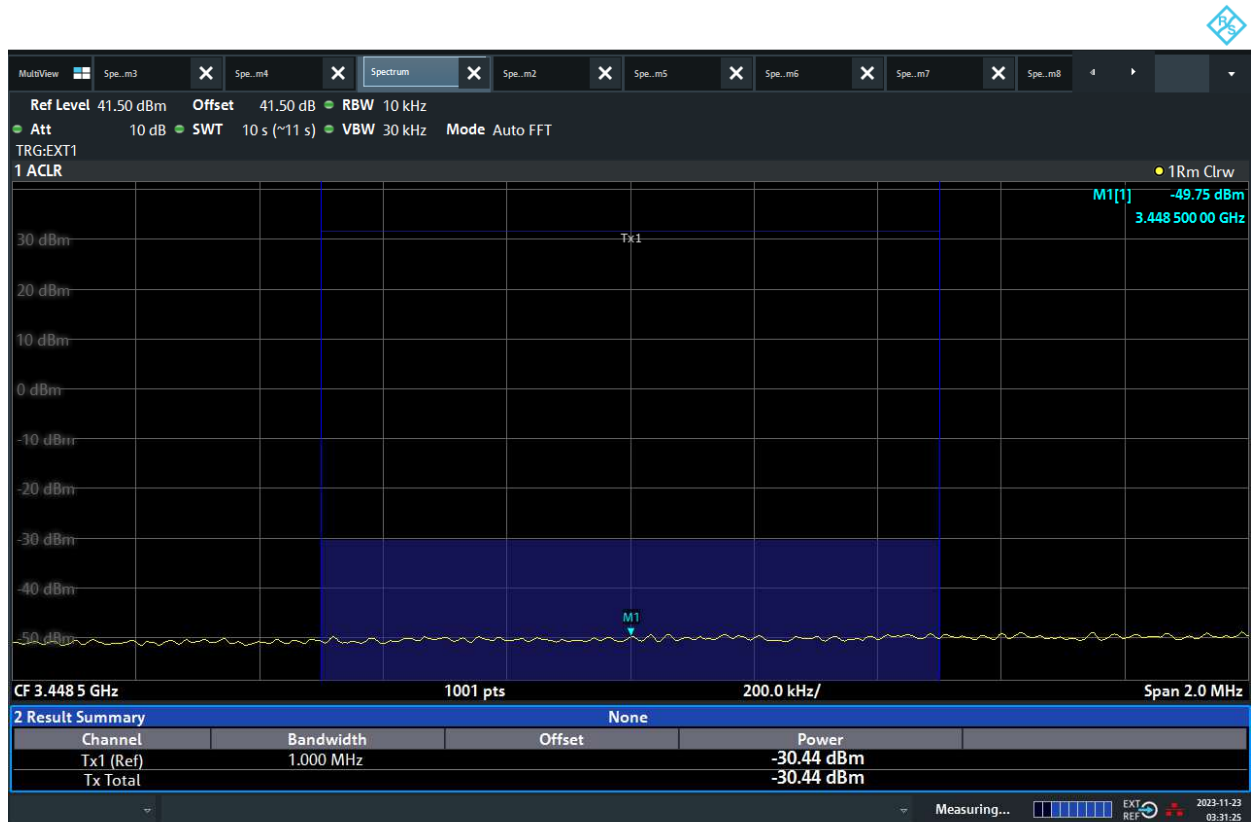 R&S
MultiView Spe..m3 Spe..m4 Spectrum Spe..m2 Spe..m5 Spe..m6 Spe..m7 Spe..m8
Ref Level 41.50 dBm Offset 41.50 dB RBW 10 kHz
Att 10 dB SWT 10 s (~11 s) VBW 30 kHz Mode Auto FFT
TRG:EXT1
1 ACLR 1Rm Clrw
M1[1] -49.75 dBm
3.448 500 00 GHz
30 dBm
Tx1
20 dBm
10 dBm
0 dBm
-10 dBm
-20 dBm
-30 dBm
-40 dBm
M1
-50 dBm
CF 3.448 5 GHz 1001 pts 200.0 kHz/ Span 2.0 MHz
2 Result Summary None
Channel Bandwidth Offset Power
Tx1 (Ref) 1.000 MHz -30.44 dBm
Tx Total -30.44 dBm
Measuring... EXT REF 2023-11-23
03:31:25